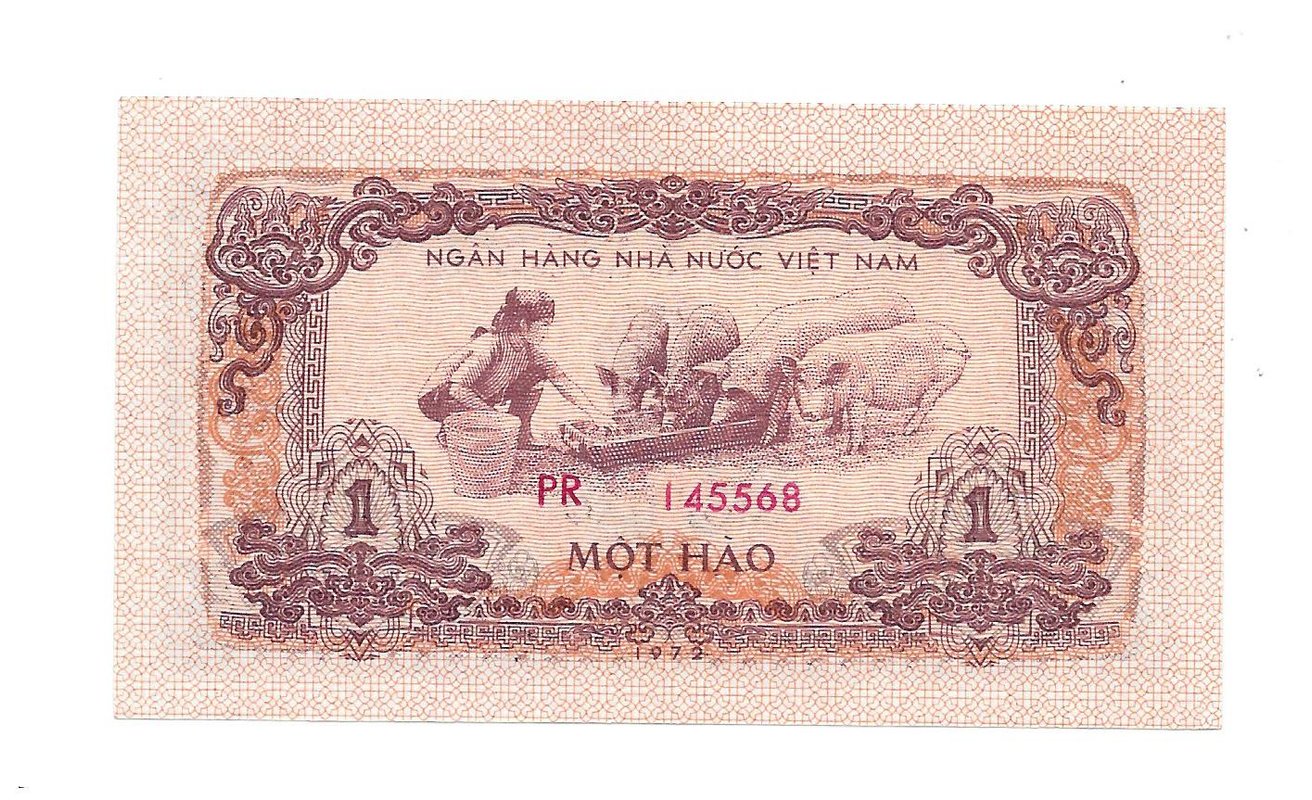 NGÂN HÀNG NHÀ NƯỚC VIỆT NAM
PR 145568
1 1
MỘT HÀO
1972